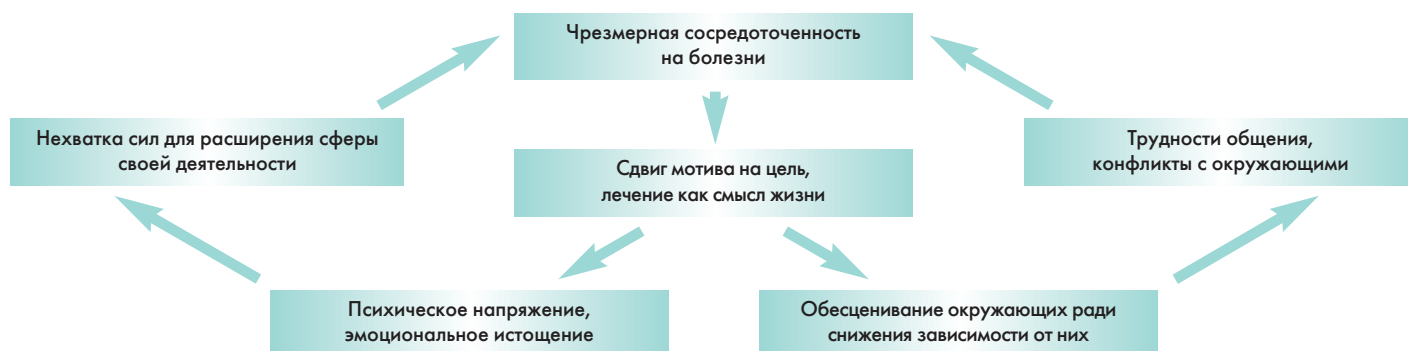 Чрезмерная сосредоточенность
на болезни
Нехватка сил для расширения сферы
своей деятельности
Трудности общения,
конфликты с окружающими
Сдвиг мотива на цель,
лечение как смысл жизни
Психическое напряжение,
эмоциональное истощение
Обесценивание окружающих ради
снижения зависимости от них